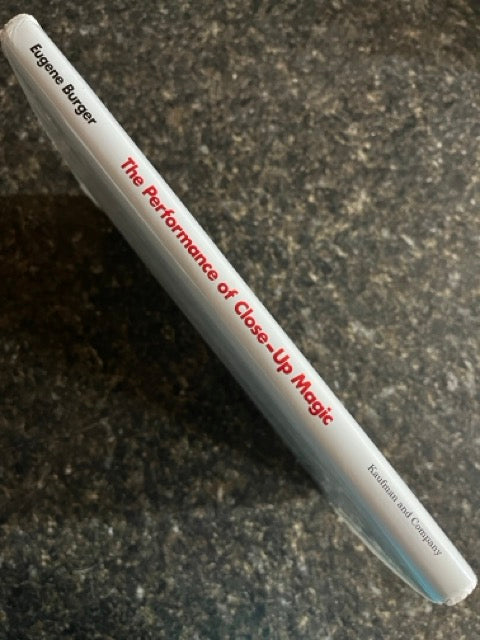 Eugene Burger
The Performance of Close-Up Magic
Kaufman and Company